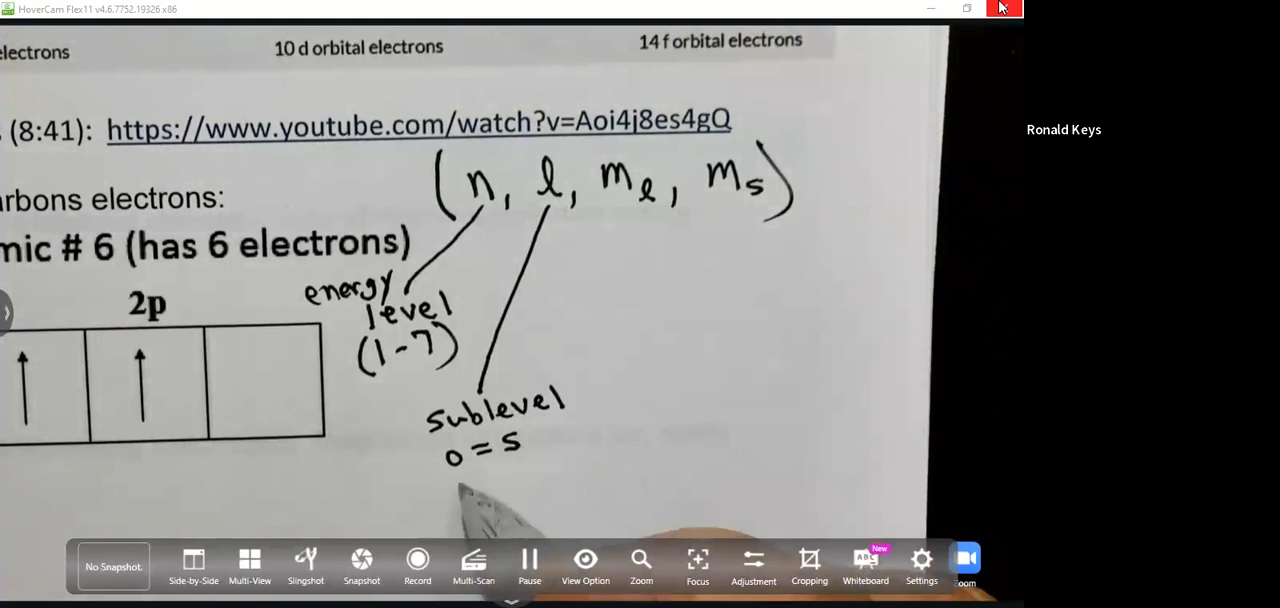 HoverCam Flex11 v4.6.7752.19326 x86
electrons 10 d orbital electrons 14 f orbital electrons
(8:41): https://www.youtube.com/watch?v=Aoi4j8es4gQ
(n, l, mℓ, ms)
arbons electrons:
mic # 6 (has 6 electrons)
2p
energy
level
(1-7)
sublevel
0 = s
Ronald Keys
No Snapshot.
Side-by-Side Multi-View Slingshot Snapshot Record Multi-Scan Pause View Option Zoom Focus Adjustment Cropping Whiteboard Settings Zoom
ABC New